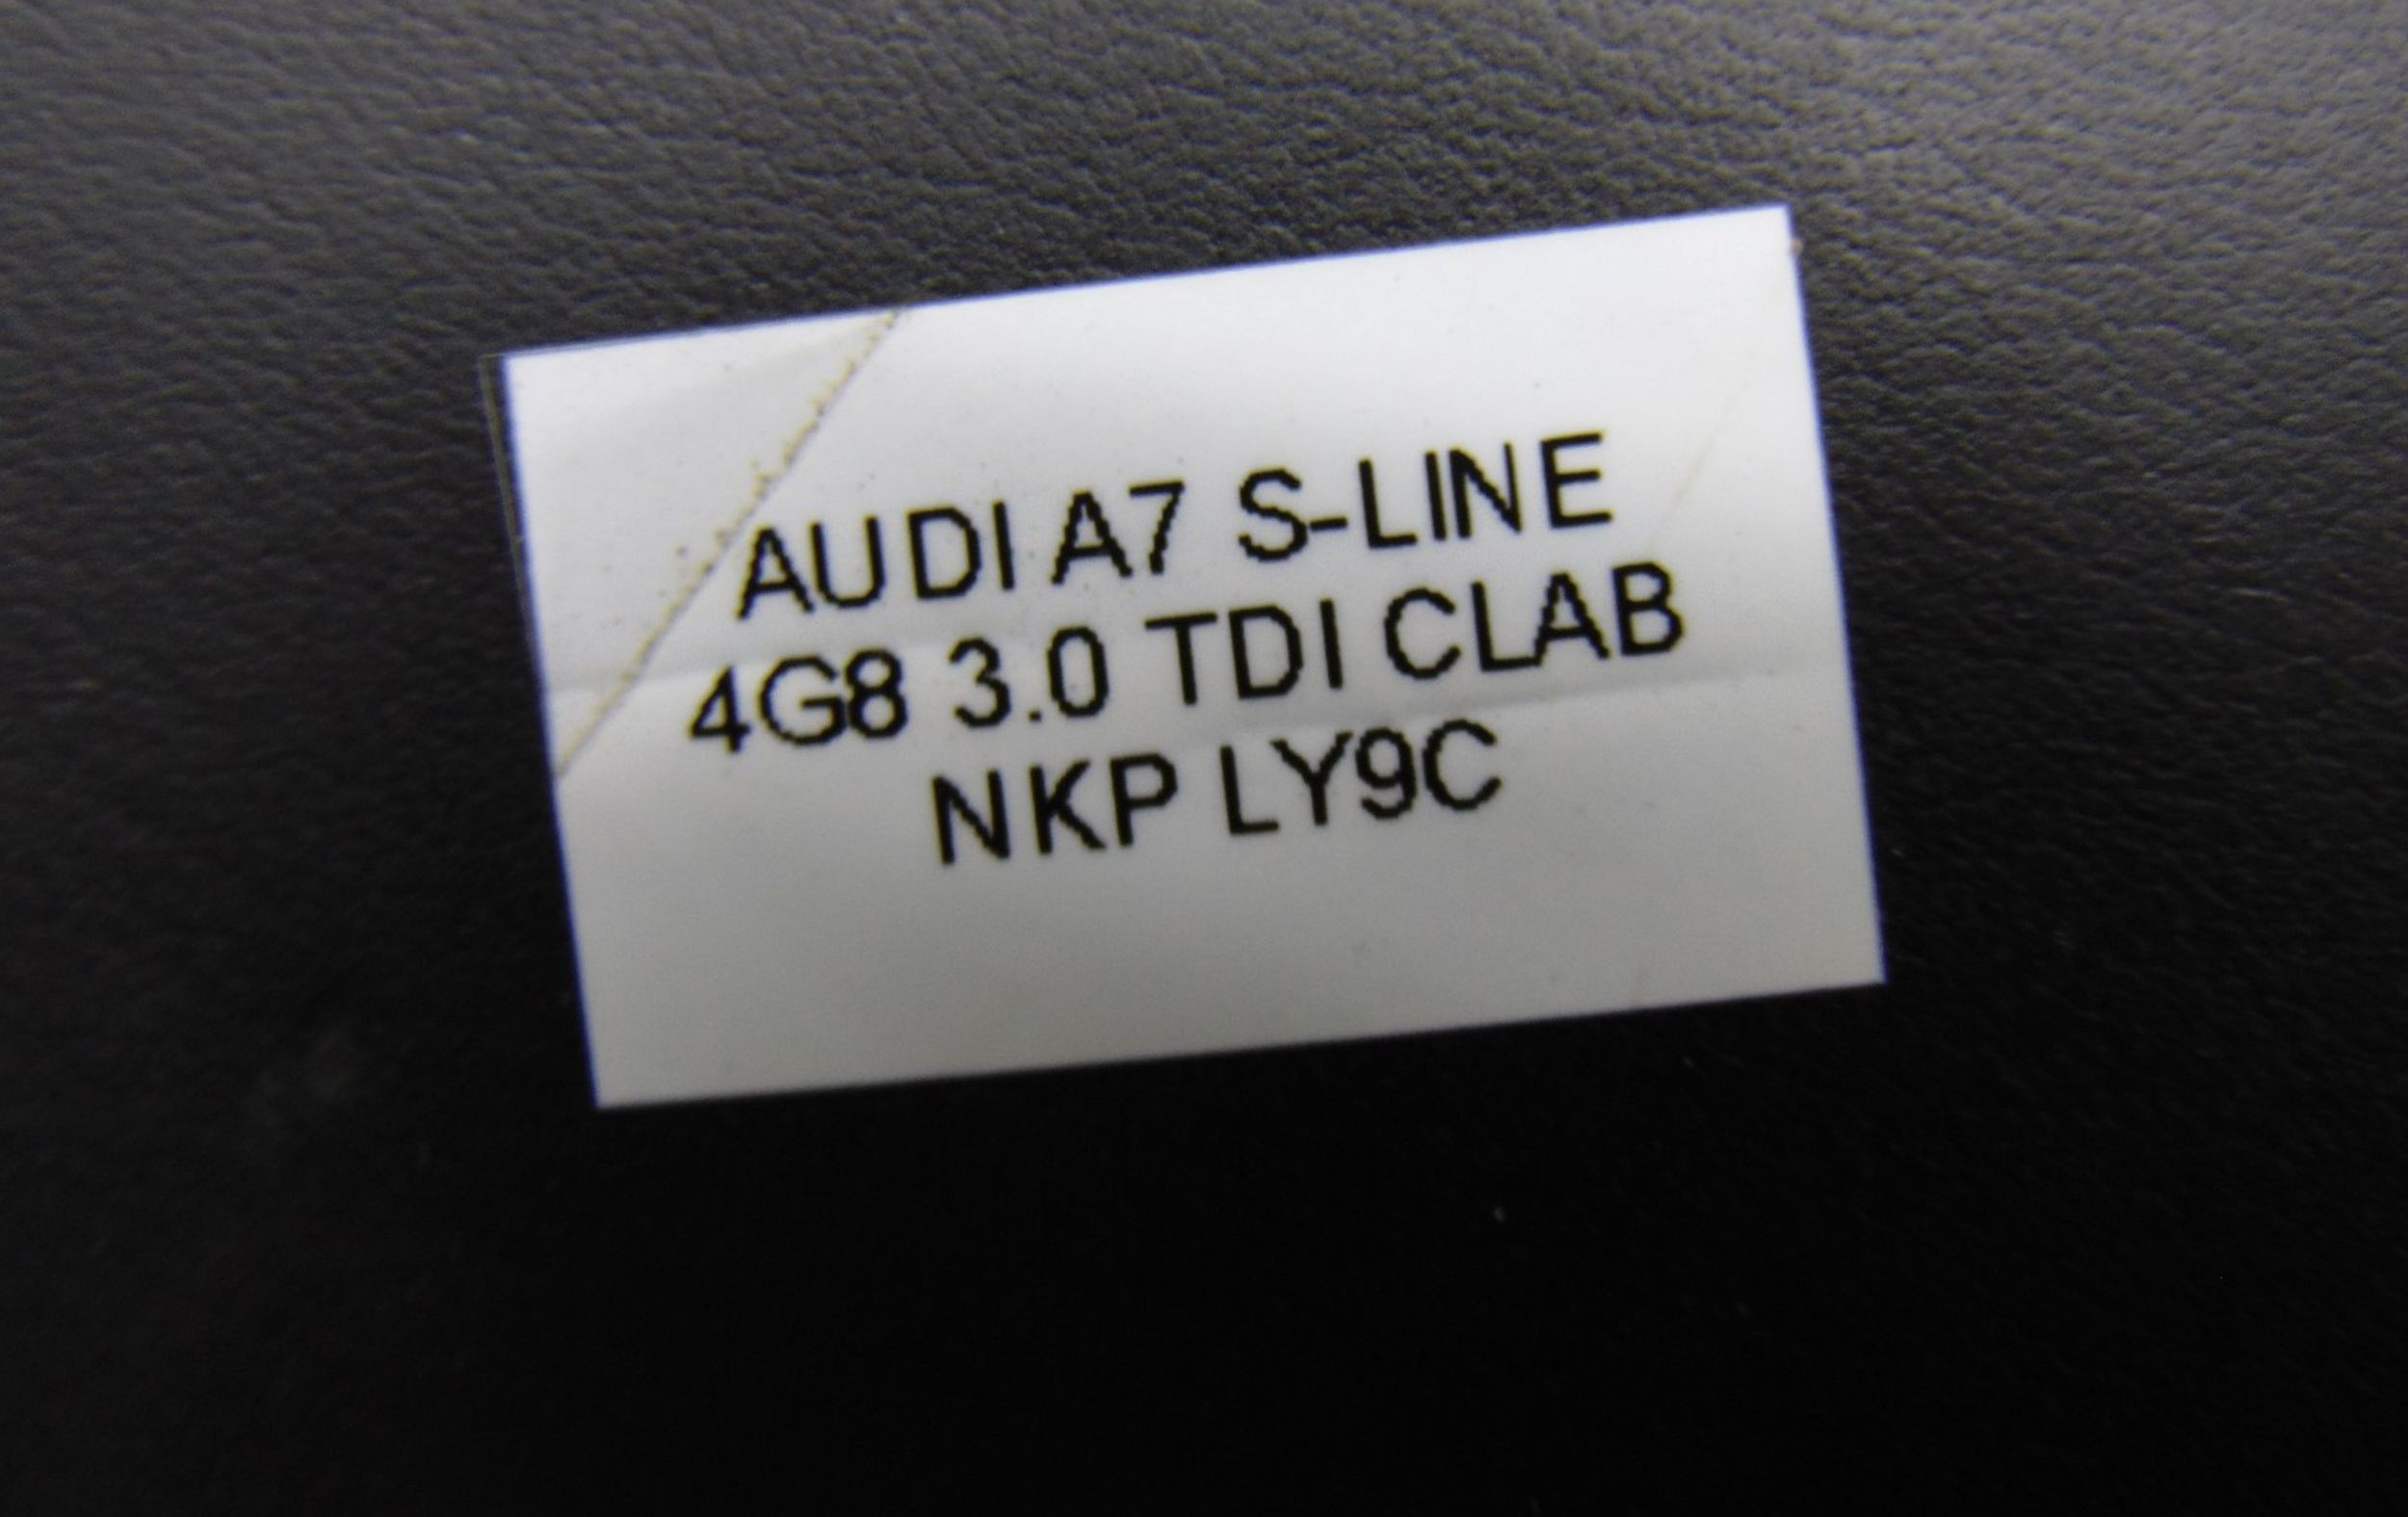 AUDI A7 S-LINE
4G8 3.0 TDI CLAB
NKP LY9C